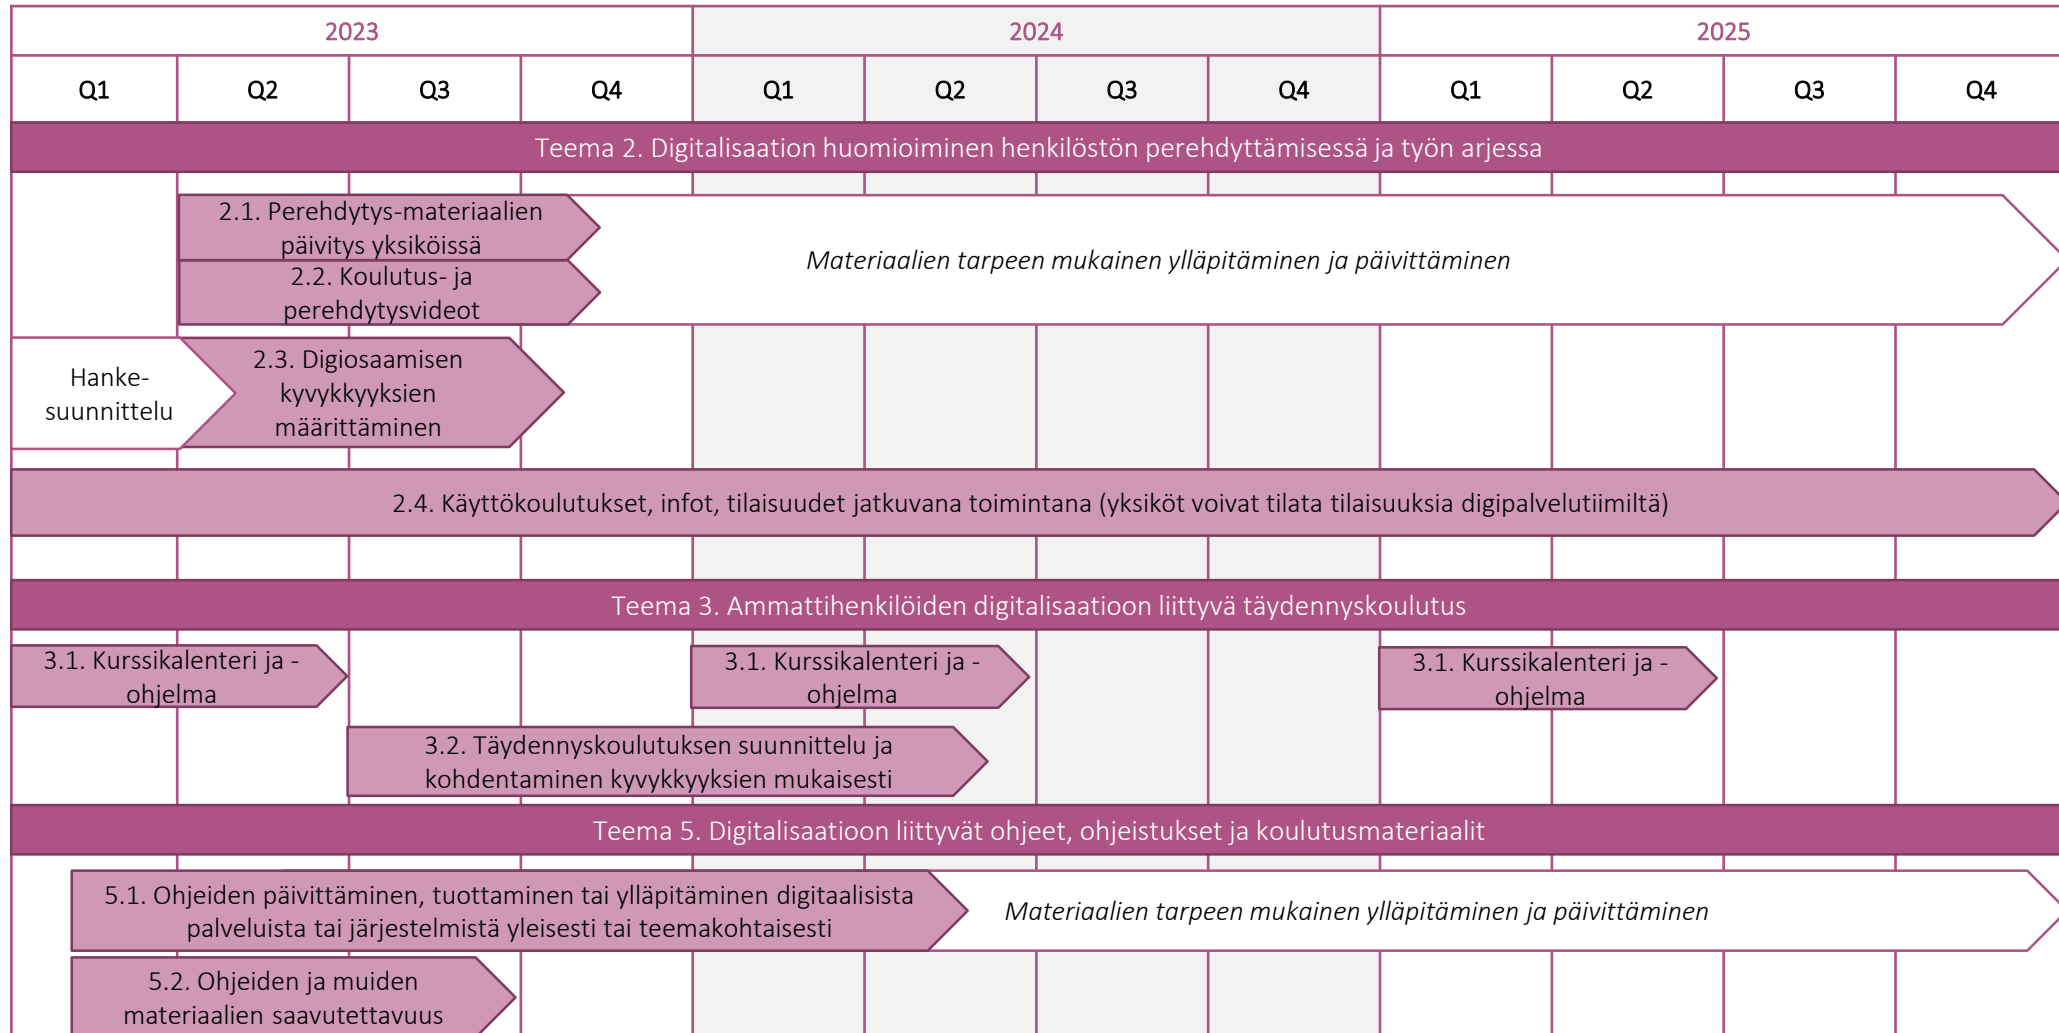 2023
2024
2025
Q1
Q2
Q3
Q4
Q1
Q2
Q3
Q4
Q1
Q2
Q3
Q4
Teema 2. Digitalisaation huomioiminen henkilöstön perehdyttämisessä ja työn arjessa
2.1. Perehdytys-materiaalien
päivitys yksiköissä
2.2. Koulutus- ja
perehdytysvideot
Materiaalien tarpeen mukainen ylläpitäminen ja päivittäminen
Hanke-
suunnittelu
2.3. Digiosaamisen
kyvykkyyksien
määrittäminen
2.4. Käyttökoulutukset, infot, tilaisuudet jatkuvana toimintana (yksiköt voivat tilata tilaisuuksia digipalvelutiimiltä)
Teema 3. Ammattihenkilöiden digitalisaatioon liittyvä täydennyskoulutus
3.1. Kurssikalenteri ja -
ohjelma
3.1. Kurssikalenteri ja -
ohjelma
3.1. Kurssikalenteri ja -
ohjelma
3.2. Täydennyskoulutuksen suunnittelu ja
kohdentaminen kyvykkyyksien mukaisesti
Teema 5. Digitalisaatioon liittyvät ohjeet, ohjeistukset ja koulutusmateriaalit
5.1. Ohjeiden päivittäminen, tuottaminen tai ylläpitäminen digitaalisista
palveluista tai järjestelmistä yleisesti tai teemakohtaisesti
Materiaalien tarpeen mukainen ylläpitäminen ja päivittäminen
5.2. Ohjeiden ja muiden
materiaalien saavutettavuus